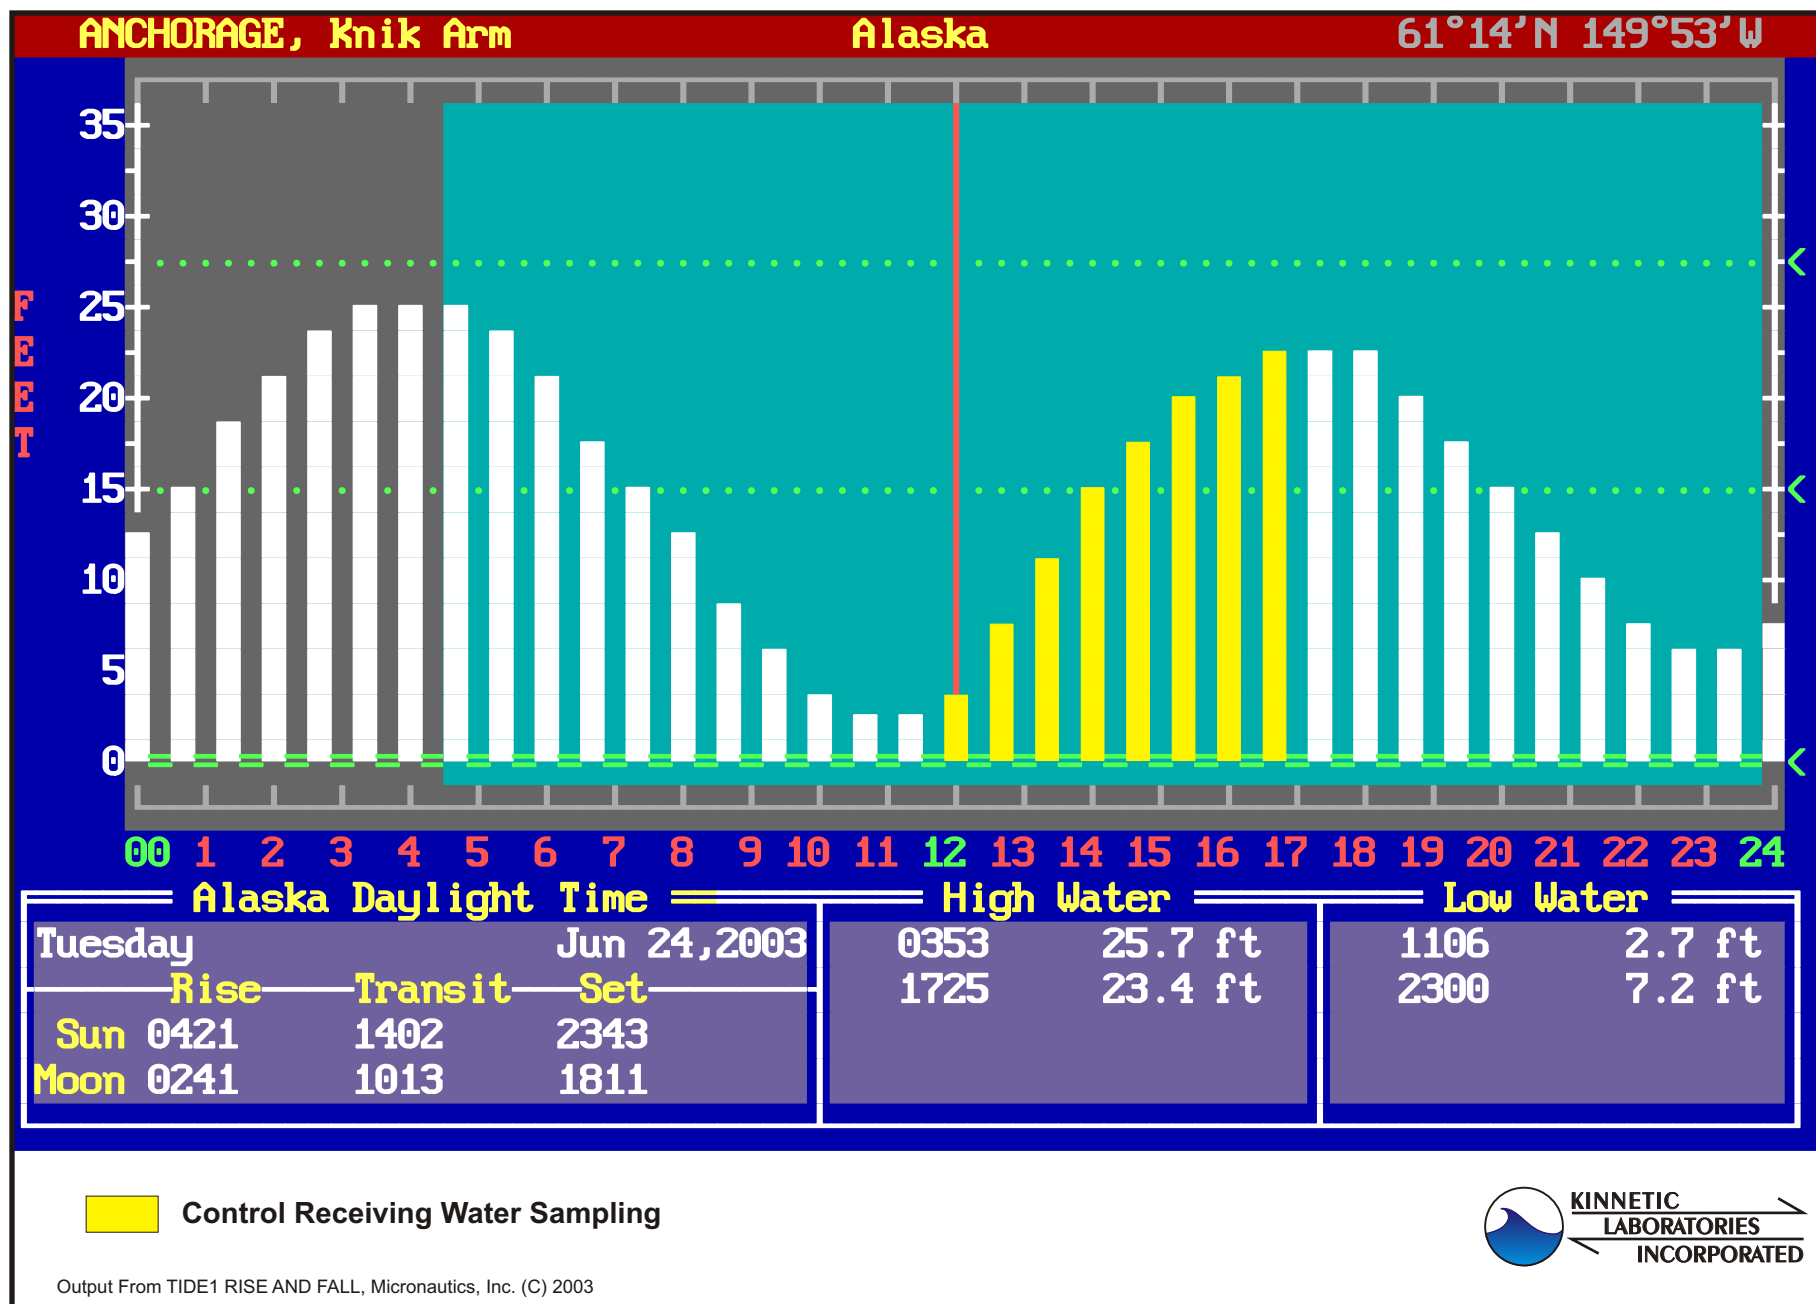 ANCHORAGE, Knik Arm Alaska 61°14'N 149°53'W
35
30
25
20
15
10
5
0
FEET
00 1 2 3 4 5 6 7 8 9 10 11 12 13 14 15 16 17 18 19 20 21 22 23 24
Alaska Daylight Time High Water Low Water
Tuesday Jun 24,2003 0353 25.7 ft 1106 2.7 ft
Rise Transit Set 1725 23.4 ft 2300 7.2 ft
Sun 0421 1402 2343
Moon 0241 1013 1811
Control Receiving Water Sampling
KINNETIC
LABORATORIES
INCORPORATED
Output From TIDE1 RISE AND FALL, Micronautics, Inc. (C) 2003